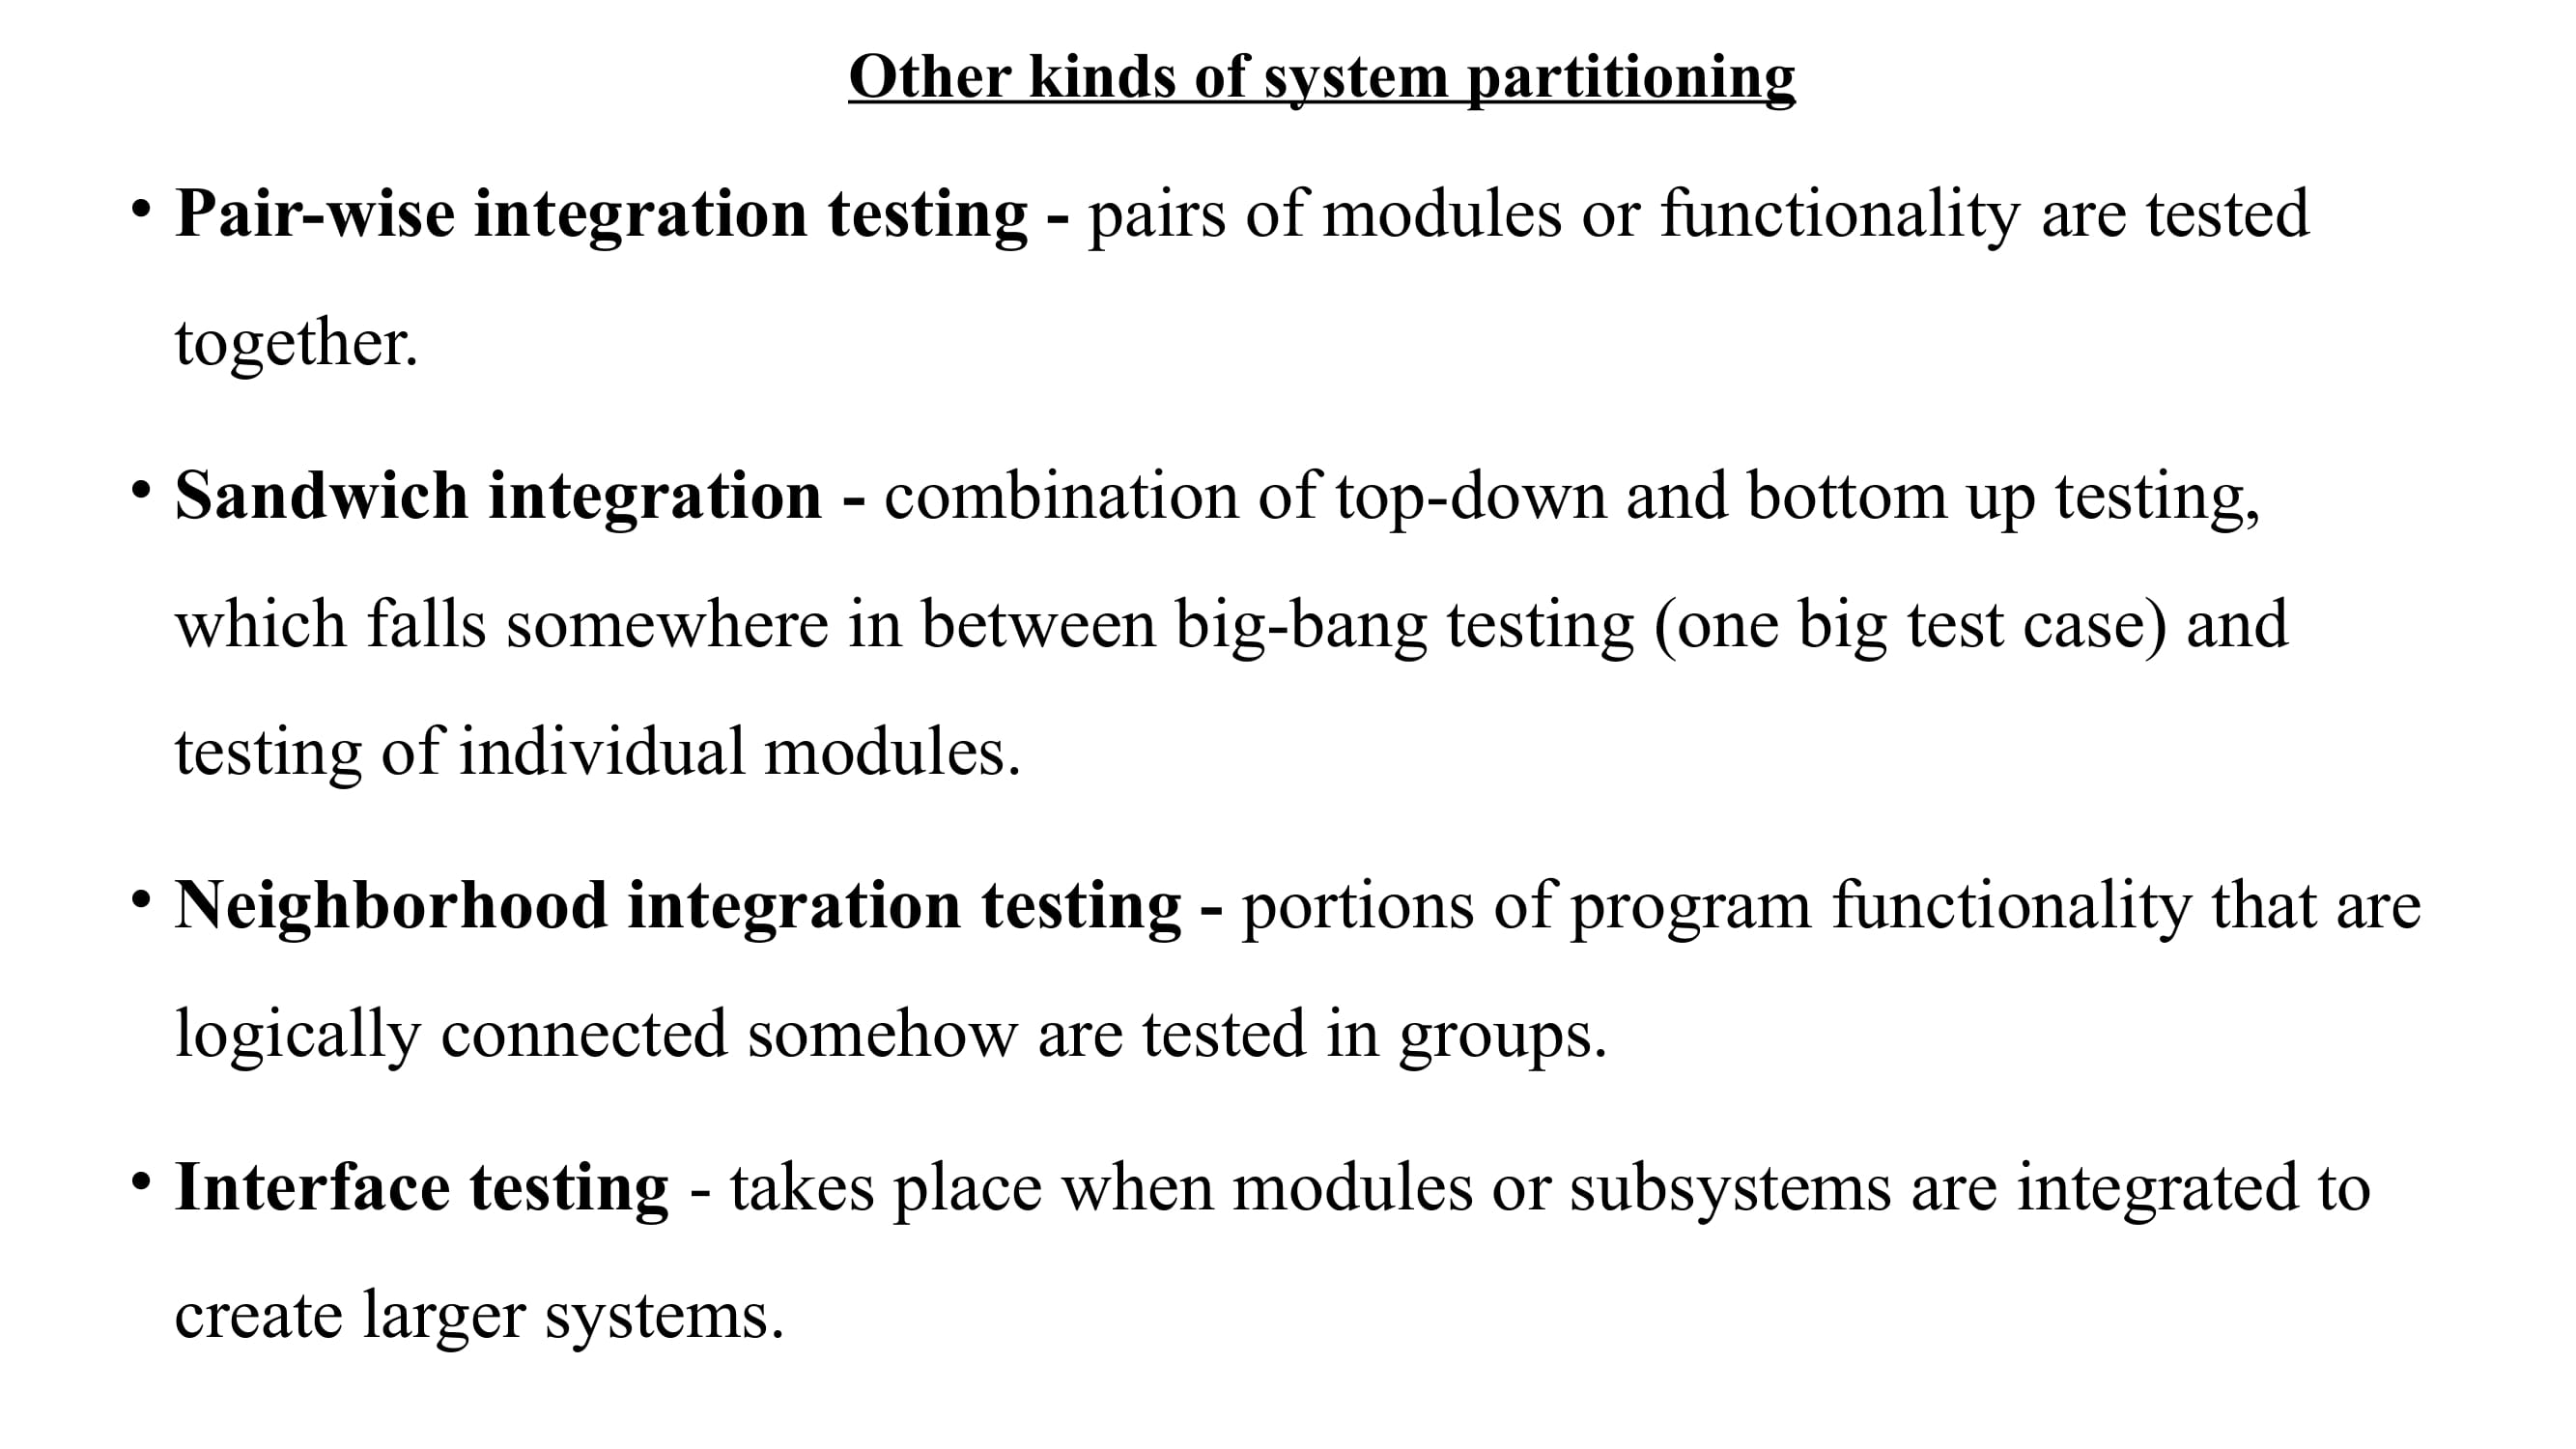 Other kinds of system partitioning
• Pair-wise integration testing - pairs of modules or functionality are tested
together.
• Sandwich integration - combination of top-down and bottom up testing,
which falls somewhere in between big-bang testing (one big test case) and
testing of individual modules.
• Neighborhood integration testing - portions of program functionality that are
logically connected somehow are tested in groups.
• Interface testing - takes place when modules or subsystems are integrated to
create larger systems.